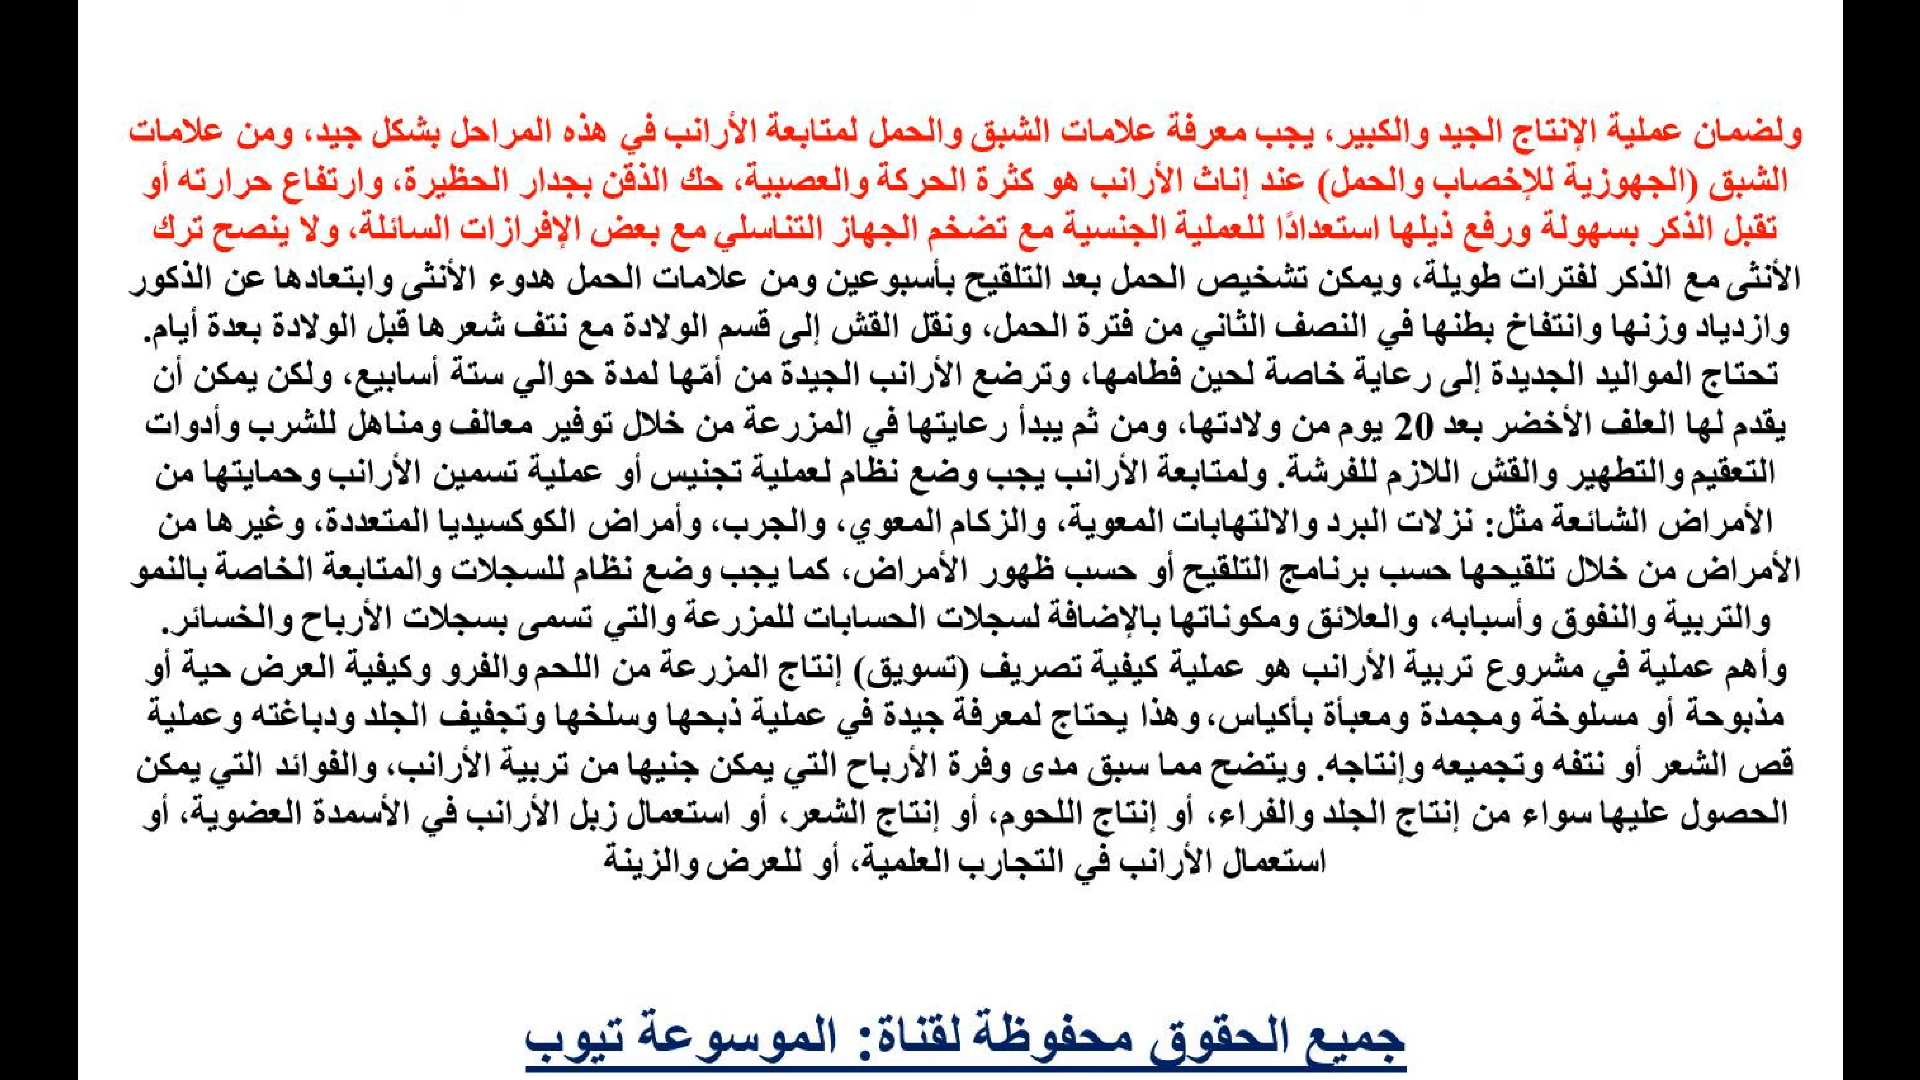 ولضمان عملية الإنتاج الجيد والكبير، يجب معرفة علامات الشبق والحمل لمتابعة الأرانب في هذه المراحل بشكل جيد، ومن علامات
الشبق (الجهوزية للإخصاب والحمل) عند إناث الأرانب هو كثرة الحركة والعصبية، حك الذقن بجدار الحظيرة، وارتفاع حرارته أو
تقبل الذكر بسهولة ورفع ذيلها استعدادًا للعملية الجنسية مع تضخم الجهاز التناسلي مع بعض الإفرازات السائلة، ولا ينصح ترك
الأنثى مع الذكر لفترات طويلة، ويمكن تشخيص الحمل بعد التلقيح بأسبوعين ومن علامات الحمل هدوء الأنثى وابتعادها عن الذكور
وازدياد وزنها وانتفاخ بطنها في النصف الثاني من فترة الحمل، ونقل القش إلى قسم الولادة مع نتف شعرها قبل الولادة بعدة أيام.
تحتاج المواليد الجديدة إلى رعاية خاصة لحين فطامها، وترضع الأرانب الجيدة من أمّها لمدة حوالي ستة أسابيع، ولكن يمكن أن
يقدم لها العلف الأخضر بعد 20 يوم من ولادتها، ومن ثم يبدأ رعايتها في المزرعة من خلال توفير معالف ومناهل للشرب وأدوات
التعقيم والتطهير والقش اللازم للفرشة. ولمتابعة الأرانب يجب وضع نظام لعملية تجنيس أو عملية تسمين الأرانب وحمايتها من
الأمراض الشائعة مثل: نزلات البرد والالتهابات المعوية، والزكام المعوي، والجرب، وأمراض الكوكسيديا المتعددة، وغيرها من
الأمراض من خلال تلقيحها حسب برنامج التلقيح أو حسب ظهور الأمراض، كما يجب وضع نظام للسجلات والمتابعة الخاصة بالنمو
والتربية والنفوق وأسبابه، والعلائق ومكوناتها بالإضافة لسجلات الحسابات للمزرعة والتي تسمى بسجلات الأرباح والخسائر.
وأهم عملية في مشروع تربية الأرانب هو عملية كيفية تصريف (تسويق) إنتاج المزرعة من اللحم والفرو وكيفية العرض حية أو
مذبوحة أو مسلوخة ومجمدة ومعبأة بأكياس، وهذا يحتاج لمعرفة جيدة في عملية ذبحها وسلخها وتجفيف الجلد ودباغته وعملية
قص الشعر أو نتفه وتجميعه وإنتاجه. ويتضح مما سبق مدى وفرة الأرباح التي يمكن جنيها من تربية الأرانب، والفوائد التي يمكن
الحصول عليها سواء من إنتاج الجلد والفراء، أو إنتاج اللحوم، أو إنتاج الشعر، أو استعمال زبل الأرانب في الأسمدة العضوية، أو
استعمال الأرانب في التجارب العلمية، أو للعرض والزينة
جميع الحقوق محفوظة لقناة: الموسوعة تيوب